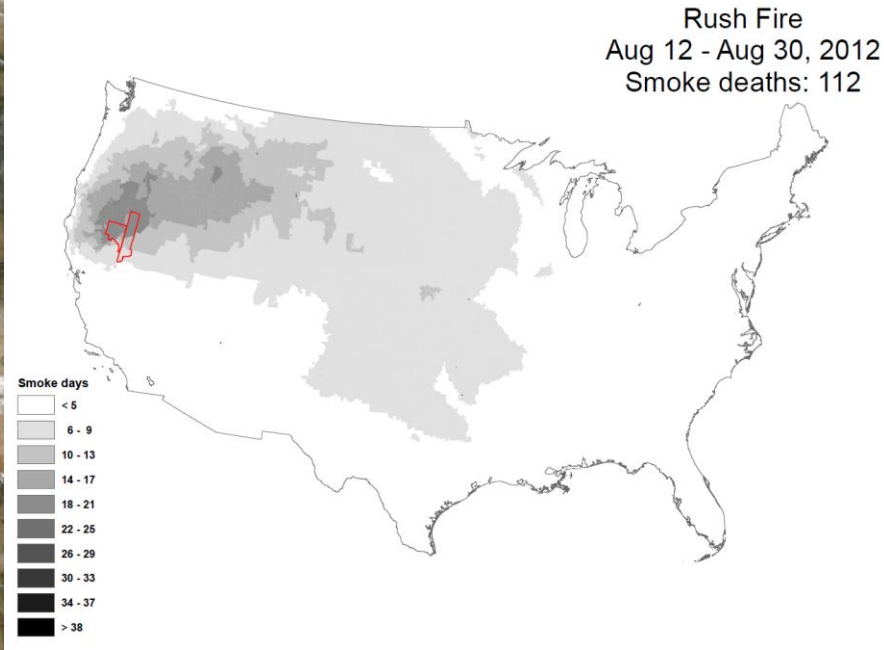 Rush Fire
Aug 12 - Aug 30, 2012
Smoke deaths: 112
Smoke days
< 5
6 - 9
10 - 13
14 - 17
18 - 21
22 - 25
26 - 29
30 - 33
34 - 37
> 38